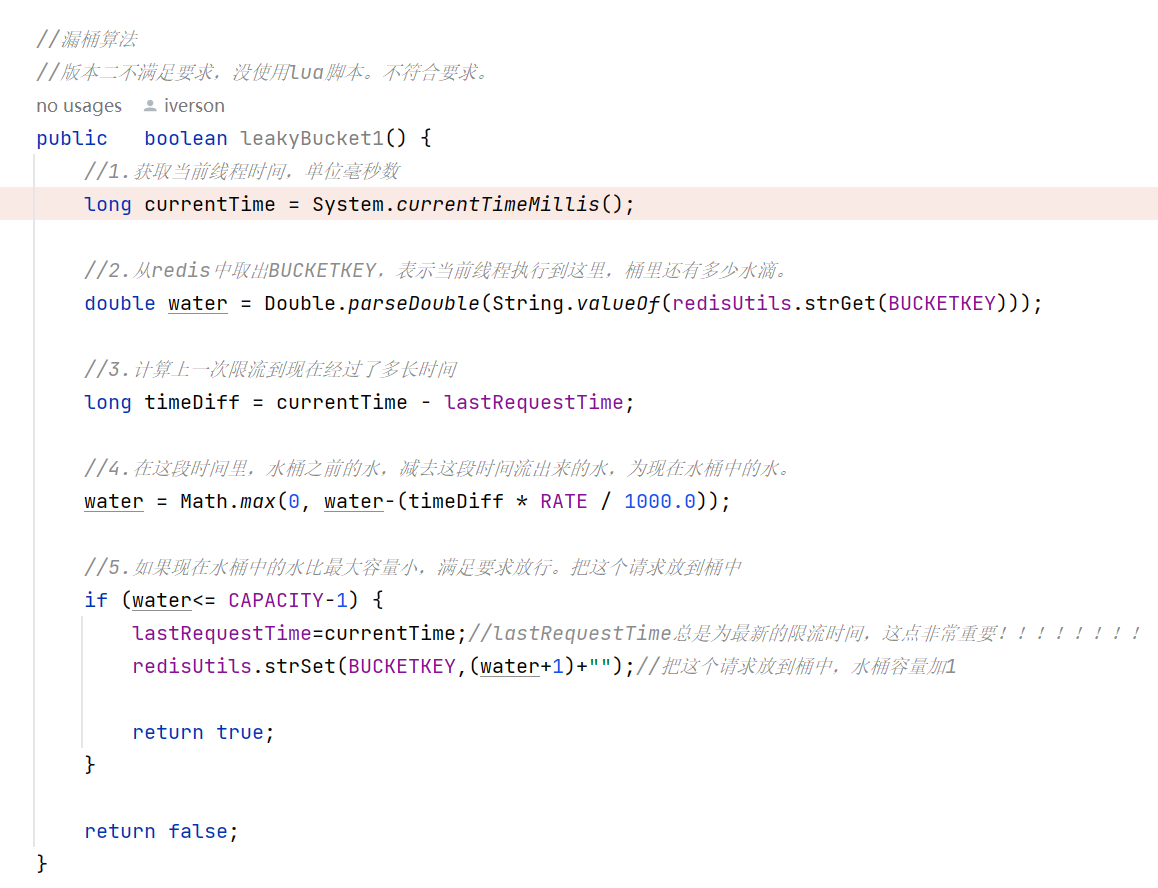 //漏桶算法
//版本二不满足要求，没使用lua脚本。不符合要求。
no usages iverson
public boolean leakyBucket1() {
//1.获取当前线程时间，单位毫秒数
long currentTime = System.currentTimeMillis();
//2.从redis中取出BUCKETKEY，表示当前线程执行到这里，桶里还有多少水滴。
double water = Double.parseDouble(String.valueOf(redisUtils.strGet(BUCKETKEY)));
//3.计算上一次限流到现在经过了多长时间
long timeDiff = currentTime - lastRequestTime;
//4.在这段时间里，水桶之前的水，减去这段时间流出来的水，为现在水桶中的水。
water = Math.max(0, water-(timeDiff * RATE / 1000.0));
//5.如果现在水桶中的水比最大容量小，满足要求放行。把这个请求放到桶中
if (water<= CAPACITY-1) {
lastRequestTime=currentTime;//lastRequestTime总是为最新的限流时间，这点非常重要！！！！！！！！
redisUtils.strSet(BUCKETKEY,(water+1)+"");//把这个请求放到桶中，水桶容量加1
return true;
}
return false;
}